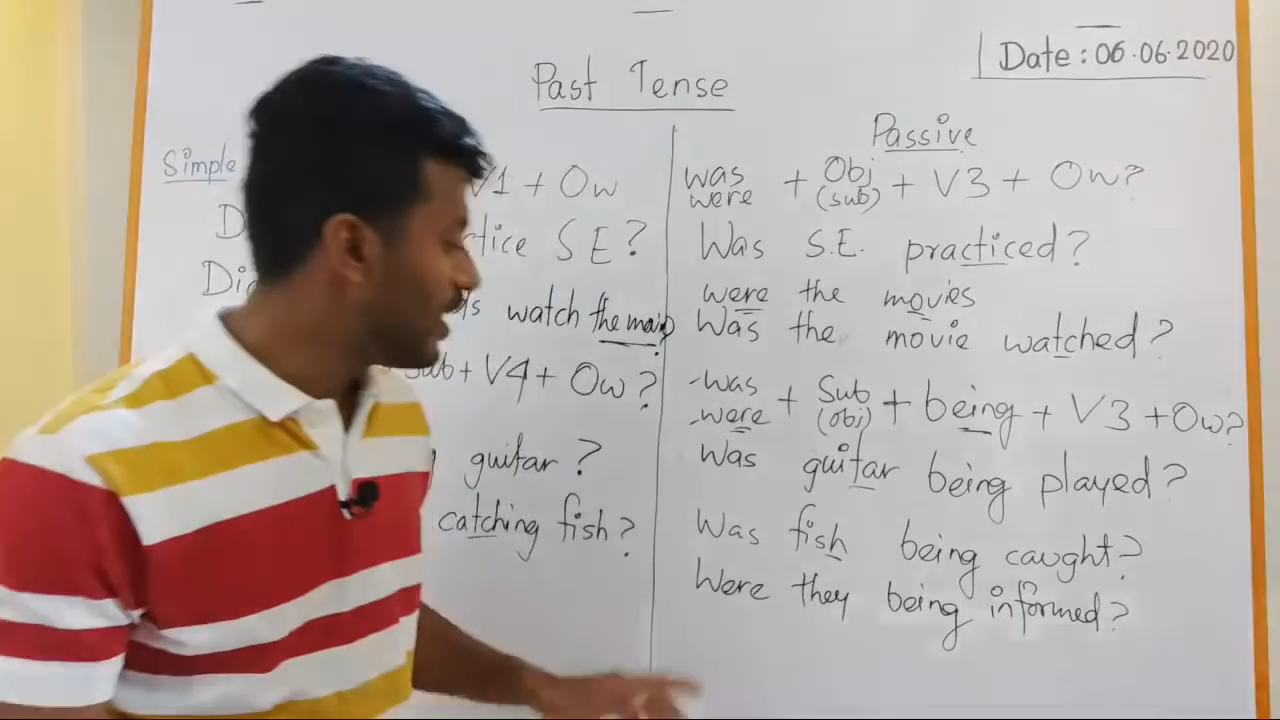 Date : 06.06.2020
Past Tense
Simple
V1 + Ow
SE?
watch the main
Sub + V4 + Ow?
guitar?
catching fish?
Passive
was
were + Obj (sub) + V3 + Ow?
Was S.E. practiced?
were the movies
Was the movie watched?
-was
-were + Sub (obj) + being + V3 + Ow?
Was guitar being played?
Was fish being caught?
Were they being informed?